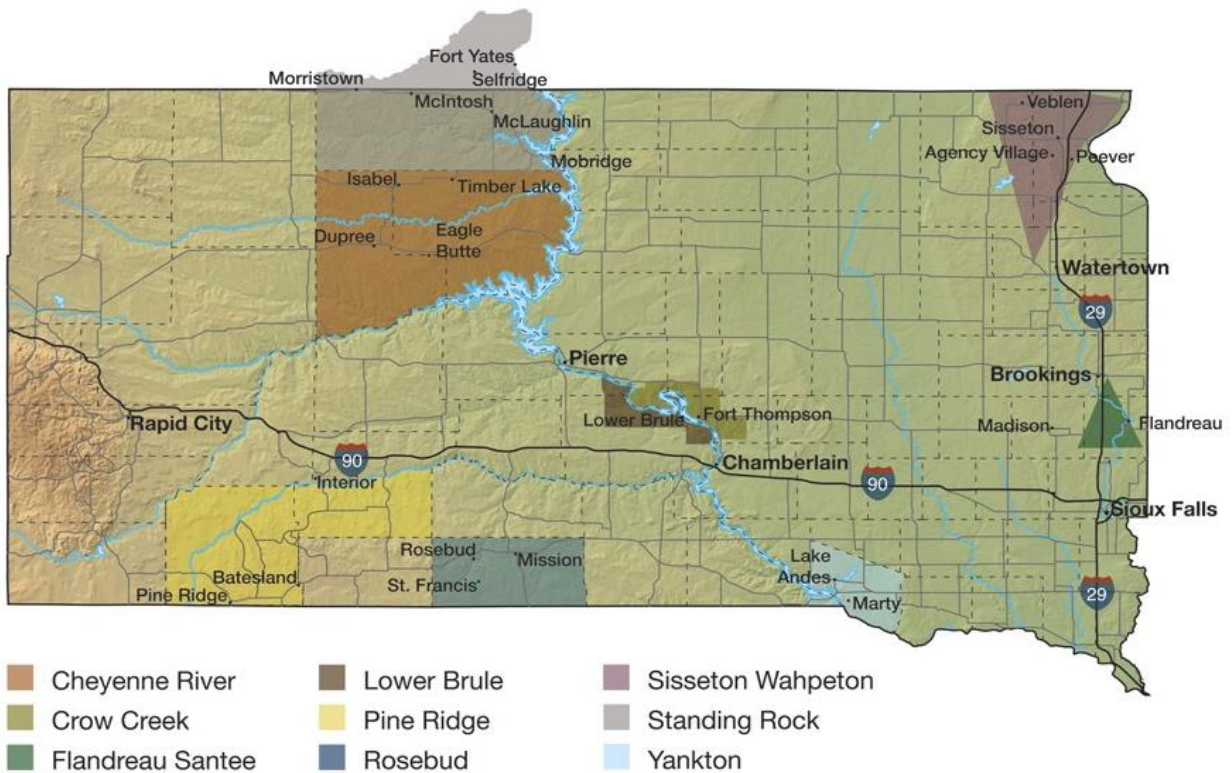 Fort Yates
Selfridge
Morristown
McIntosh
McLaughlin
Mobridge
Veblen
Sisseton
Agency Village
Peever
Isabel
Timber Lake
Dupree
Eagle
Butte
Watertown
29
Pierre
Brookings
Rapid City
Lower Brule
Fort Thompson
Madison
Flandreau
90
Interior
Chamberlain
90
Sioux Falls
Rosebud
Mission
St. Francis
Batesland
Pine Ridge
Lake
Andes
Marty
29
Cheyenne River
Crow Creek
Flandreau Santee
Lower Brule
Pine Ridge
Rosebud
Sisseton Wahpeton
Standing Rock
Yankton